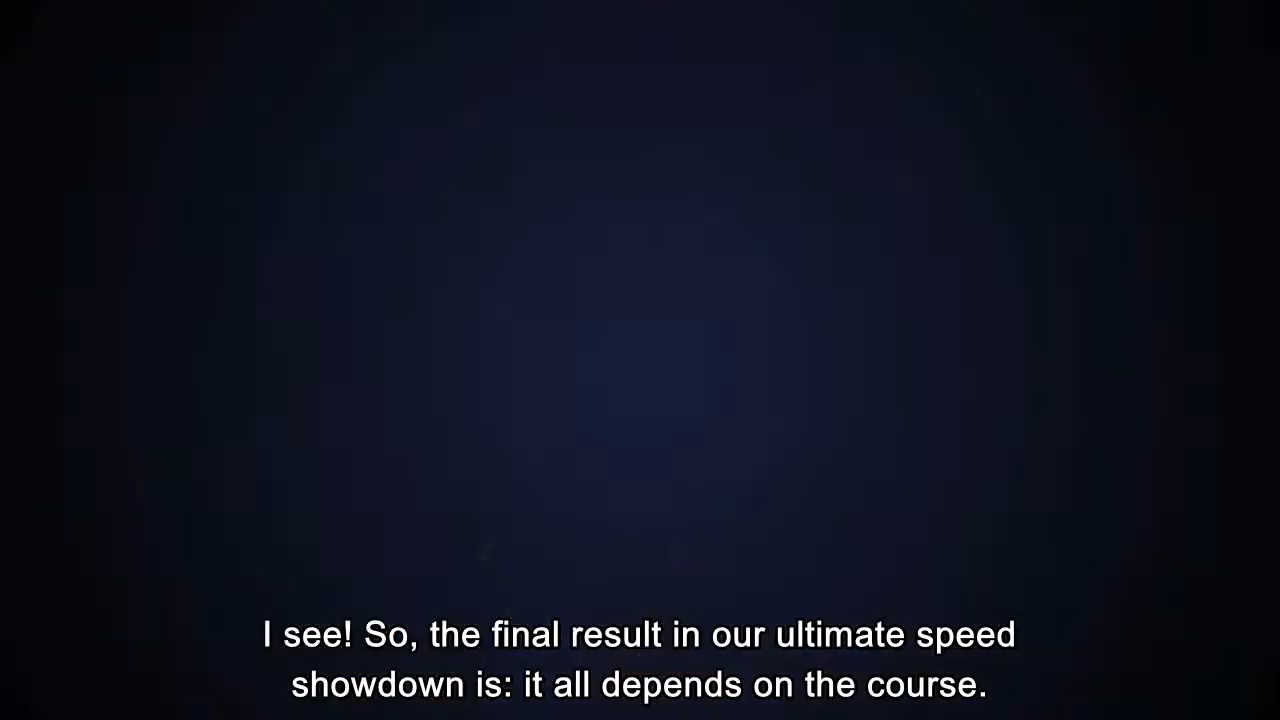 I see! So, the final result in our ultimate speed
showdown is: it all depends on the course.